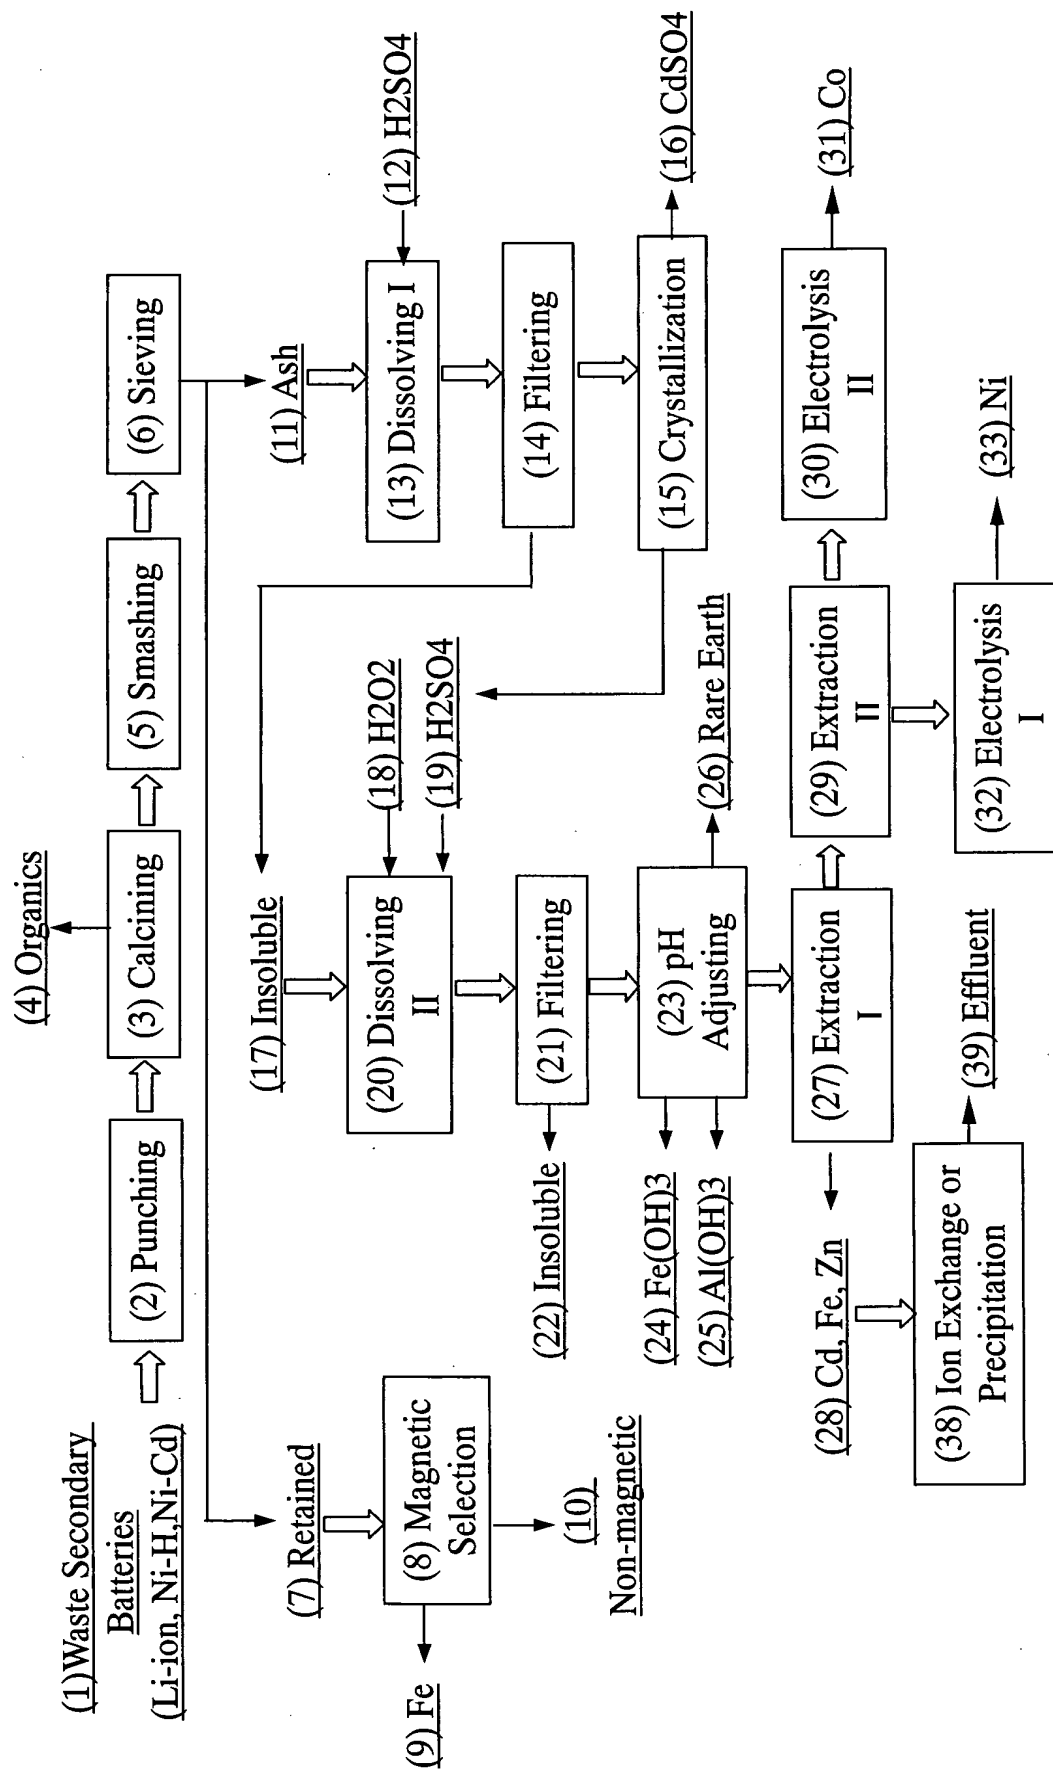 (1)Waste Secondary
Batteries
(Li-ion, Ni-H,Ni-Cd)
(2) Punching
(3) Calcining
(4) Organics
(5) Smashing
(6) Sieving
(7) Retained
(8) Magnetic
Selection
(9) Fe
(10)
Non-magnetic
(11) Ash
(12) H2SO4
(13) Dissolving I
(14) Filtering
(15) Crystallization
(16) CdSO4
(17) Insoluble
(18) H2O2
(19) H2SO4
(20) Dissolving
II
(21) Filtering
(22) Insoluble
(23) pH
Adjusting
(24) Fe(OH)3
(25) Al(OH)3
(26) Rare Earth
(27) Extraction
I
(28) Cd, Fe, Zn
(29) Extraction
II
(30) Electrolysis
II
(31) Co
(32) Electrolysis
I
(33) Ni
(38) Ion Exchange or
Precipitation
(39) Effluent